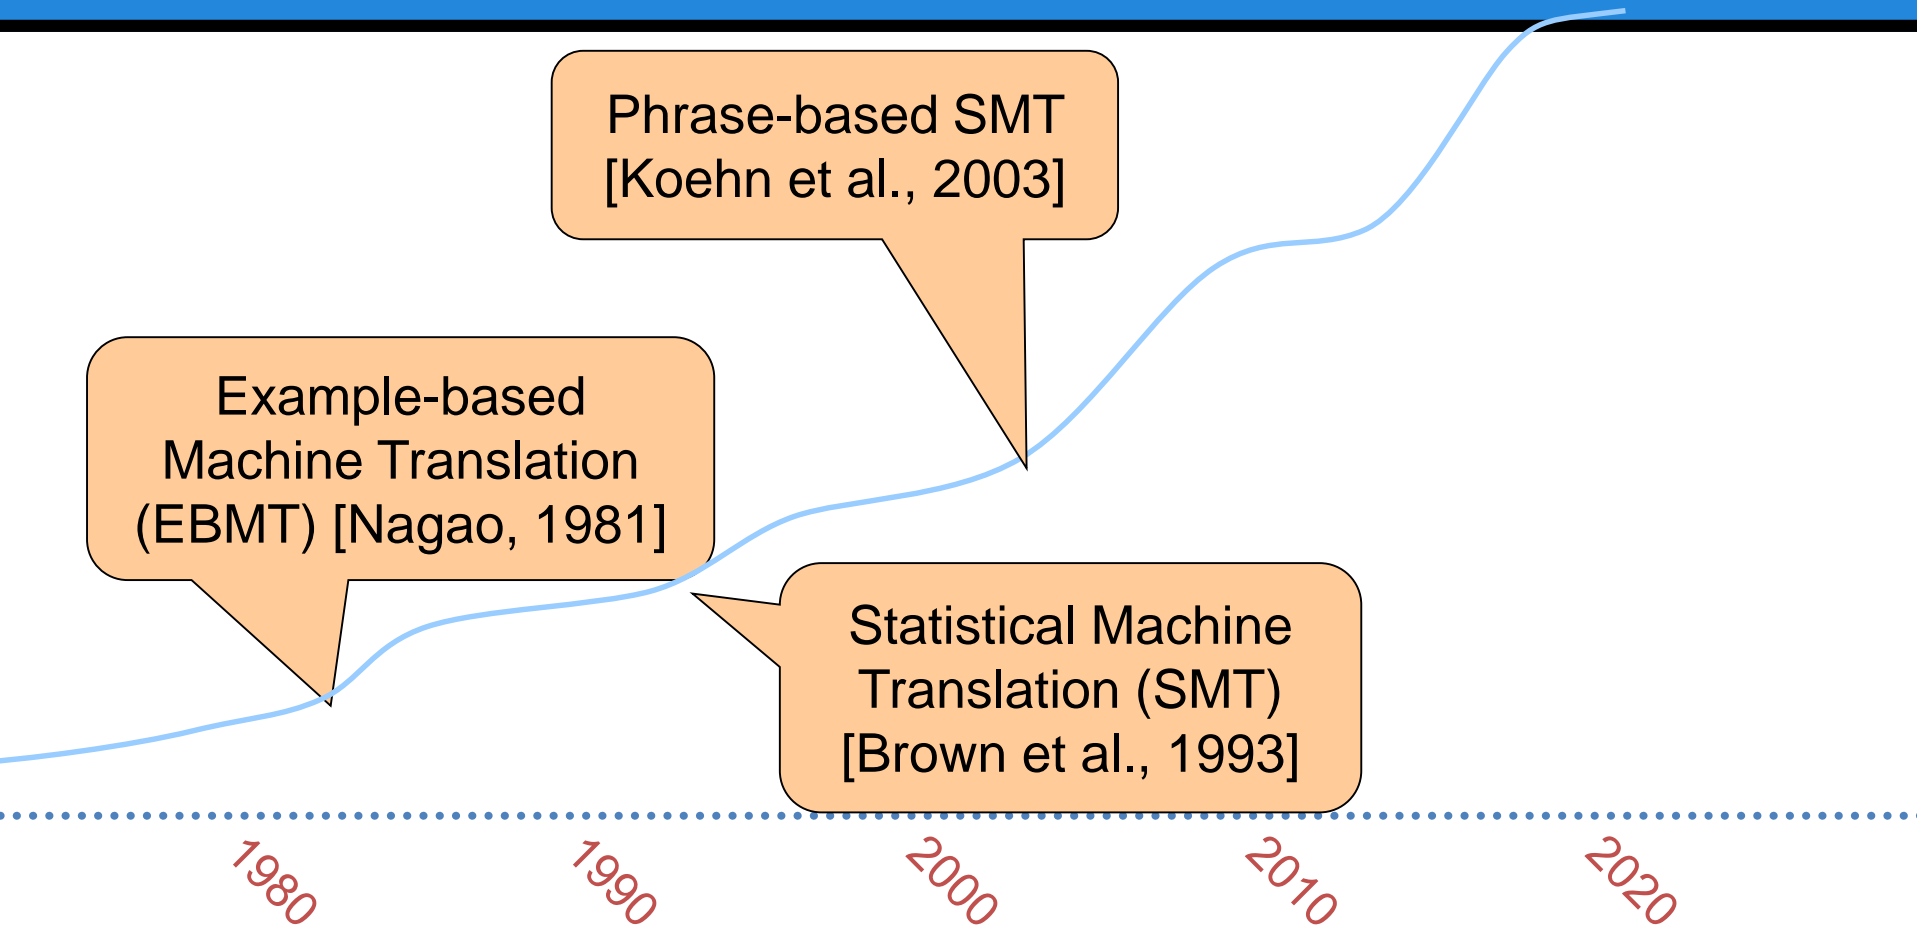 Phrase-based SMT
[Koehn et al., 2003]
Example-based
Machine Translation
(EBMT) [Nagao, 1981]
Statistical Machine
Translation (SMT)
[Brown et al., 1993]
1980
1990
2000
2010
2020